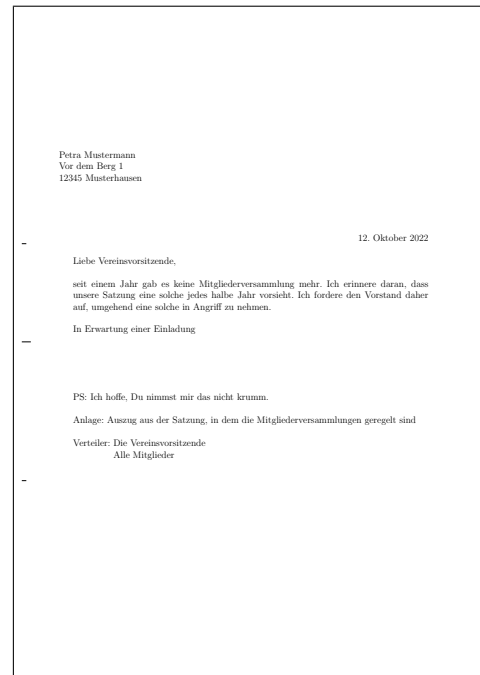 Petra Mustermann
Vor dem Berg 1
12345 Musterhausen
12. Oktober 2022
Liebe Vereinsvorsitzende,
seit einem Jahr gab es keine Mitgliederversammlung mehr. Ich erinnere daran, dass
unsere Satzung eine solche jedes halbe Jahr vorsieht. Ich fordere den Vorstand daher
auf, umgehend eine solche in Angriff zu nehmen.
In Erwartung einer Einladung
PS: Ich hoffe, Du nimmst mir das nicht krumm.
Anlage: Auszug aus der Satzung, in dem die Mitgliederversammlungen geregelt sind
Verteiler: Die Vereinsvorsitzende
Alle Mitglieder